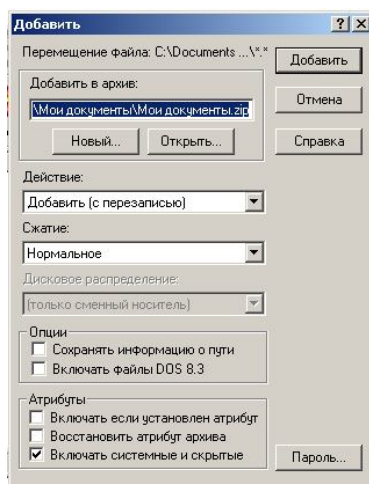 Добавить
Перемещение файла: C:\Documents ...\*.*
Добавить
Добавить в архив:
\Мои документы\Мои документы.zip
Отмена
Новый...
Открыть...
Справка
Действие:
Добавить (с перезаписью)
Сжатие:
Нормальное
Дисковое распределение:
(только сменный носитель)
Опции
Сохранять информацию о пути
Включать файлы DOS 8.3
Атрибуты
Включать если установлен атрибут
Восстановить атрибут архива
Включать системные и скрытые
Пароль...